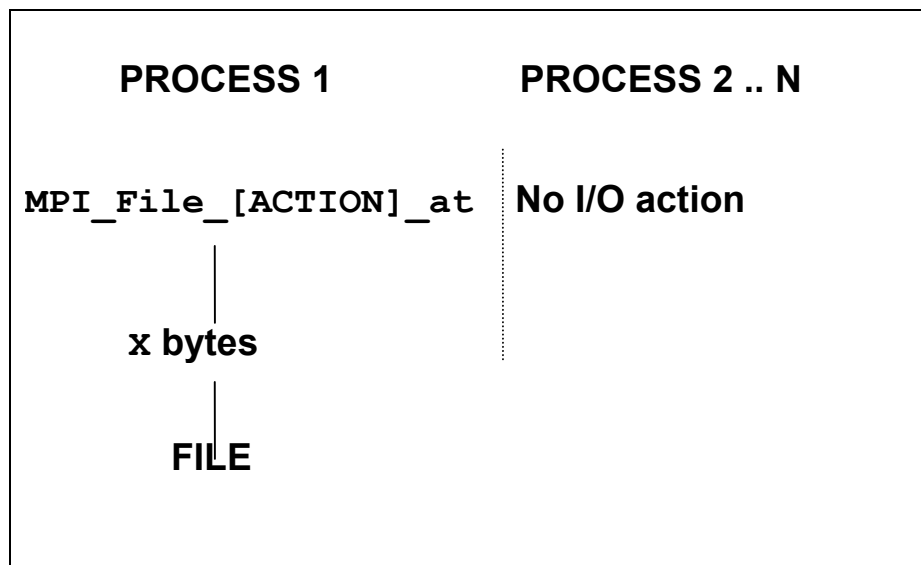 PROCESS 1 PROCESS 2 .. N
MPI_File_[ACTION]_at No I/O action
x bytes
FILE